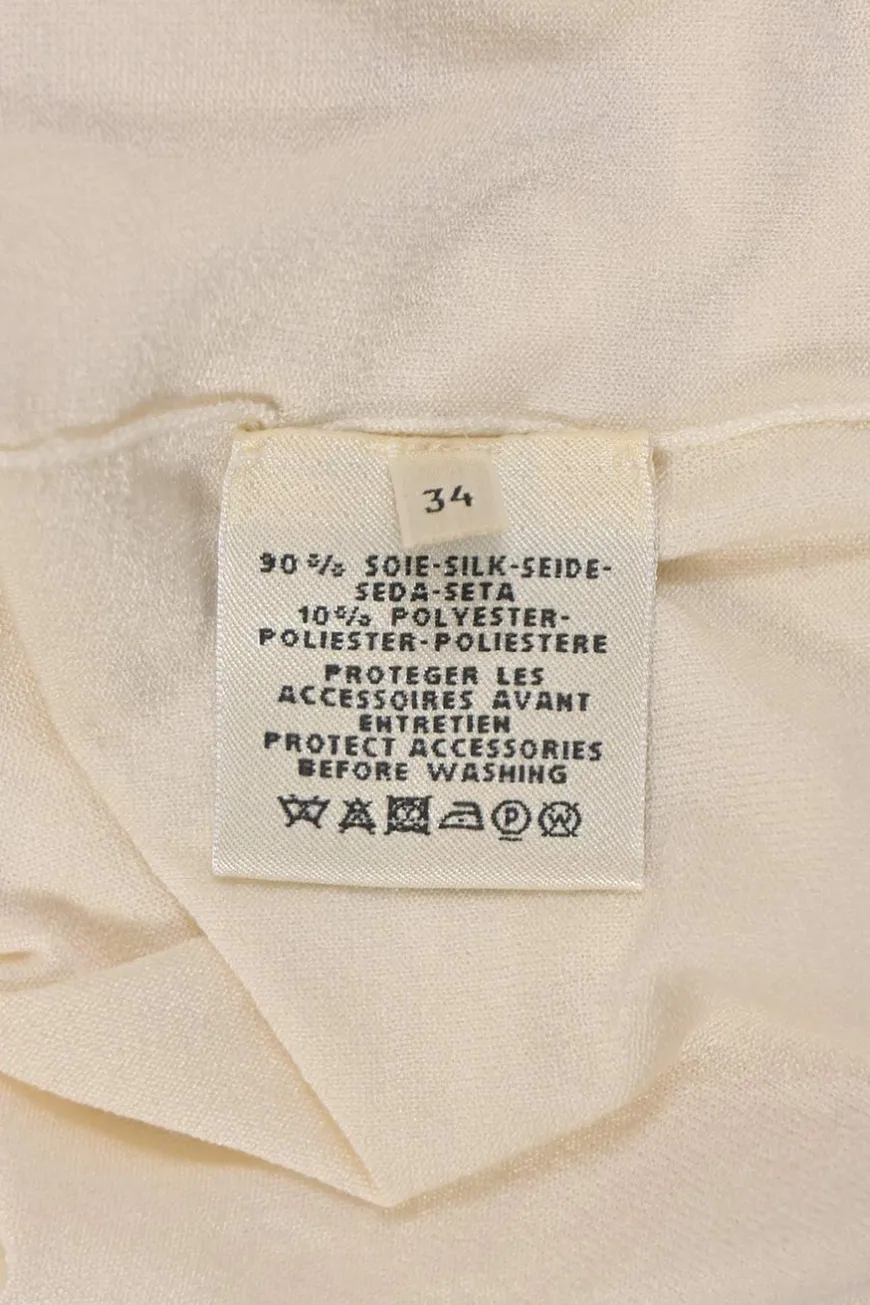 34
90% SOIE-SILK-SEIDE-
SEDA-SETA
10% POLYESTER-
POLIESTER-POLIESTERE
PROTEGER LES
ACCESSOIRES AVANT
ENTRETIEN
PROTECT ACCESSORIES
BEFORE WASHING
P W